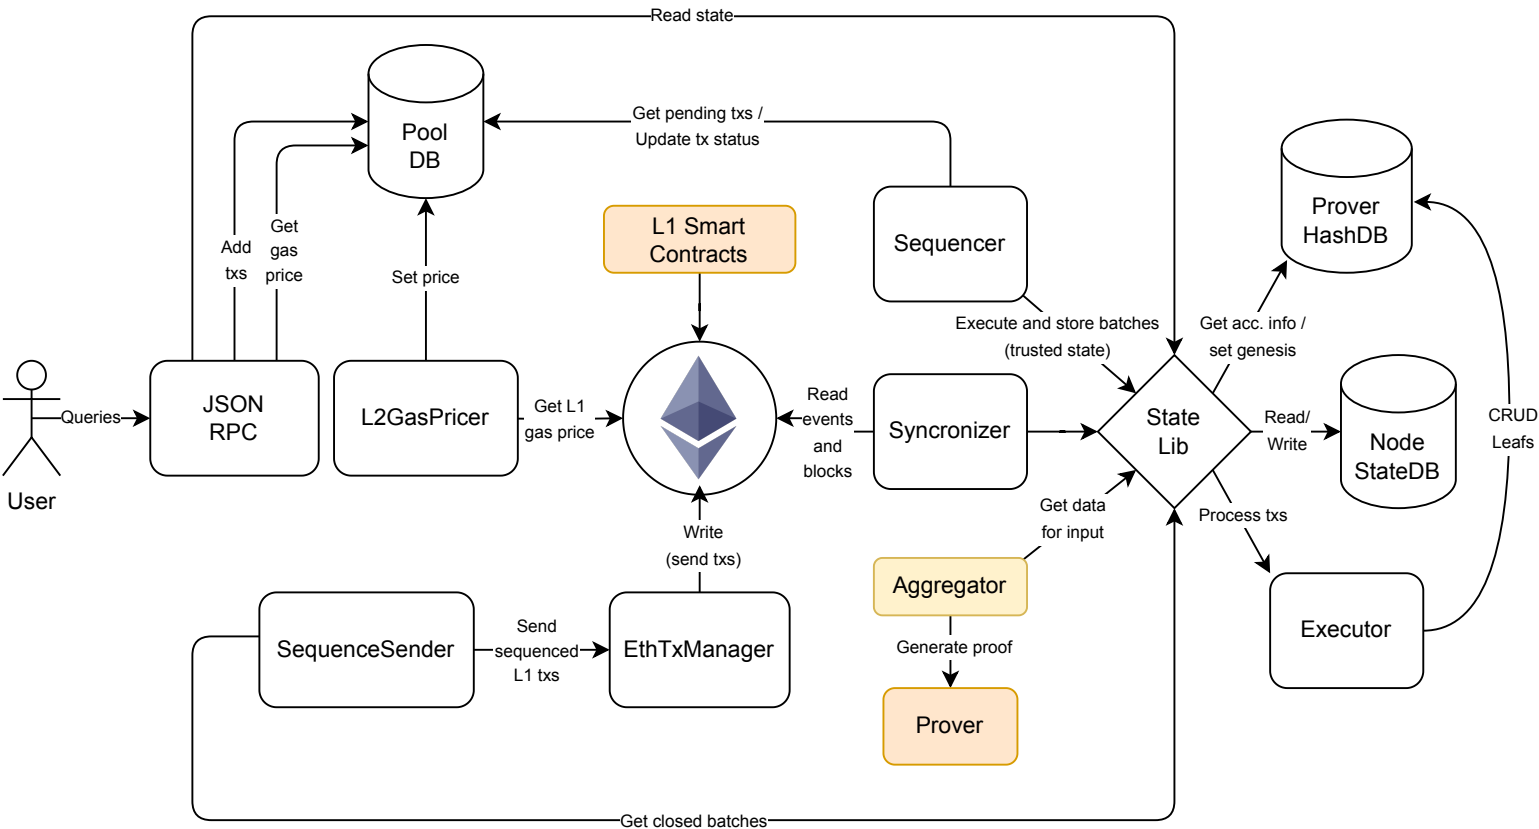 Read state
Pool
DB
Get pending txs /
Update tx status
Prover
HashDB
L1 Smart
Contracts
Sequencer
Add
txs
Get
gas
price
Set price
Execute and store batches
(trusted state)
Get acc. info /
set genesis
Queries
User
JSON
RPC
L2GasPricer
Get L1
gas price
Read
events
and
blocks
Syncronizer
State
Lib
Read/
Write
Node
StateDB
CRUD
Leafs
Get data
for input
Process txs
Write
(send txs)
Aggregator
Generate proof
Prover
Executor
SequenceSender
Send
sequenced
L1 txs
EthTxManager
Get closed batches